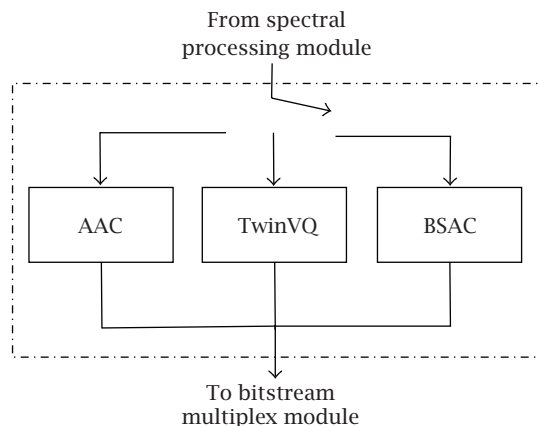 From spectral
processing module
AAC
TwinVQ
BSAC
To bitstream
multiplex module